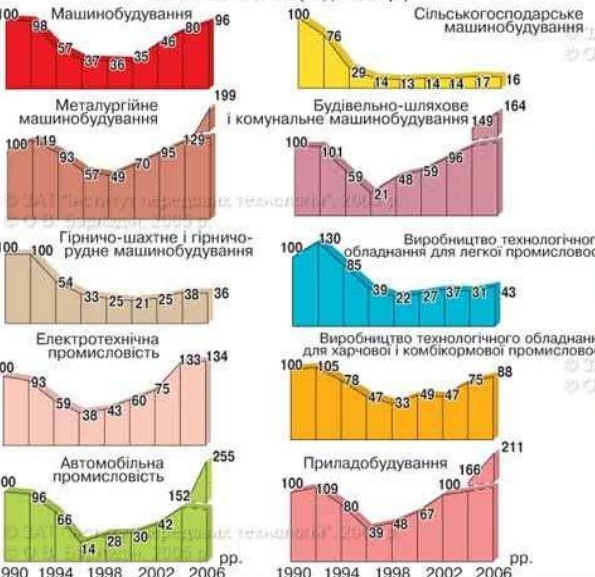 Машинобудування
100 98 57 37 36 35 46 80 96
Сільськогосподарське
машинобудування
100 76 29 14 13 14 14 17 16
Металургійне
машинобудування
100 119 93 57 49 70 95 129 199
Будівельно-шляхове
і комунальне машинобудування
100 101 59 21 48 59 96 149 164
Гірничо-шахтне і гірничо-
рудне машинобудування
100 100 54 33 25 21 25 38 36
Виробництво технологічного
обладнання для легкої промисловос
100 130 85 39 22 27 37 31 43
Електротехнічна
промисловість
00 93 59 38 43 60 75 133 134
Виробництво технологічного обладнан
для харчової і комбікормової промислово
100 105 78 47 33 49 47 75 88
Автомобільна
промисловість
00 96 66 14 28 30 42 152 255
Приладобудування
100 109 80 39 48 67 100 166 211
1990 1994 1998 2002 2006 рр.
1990 1994 1998 2002 2006 рр.